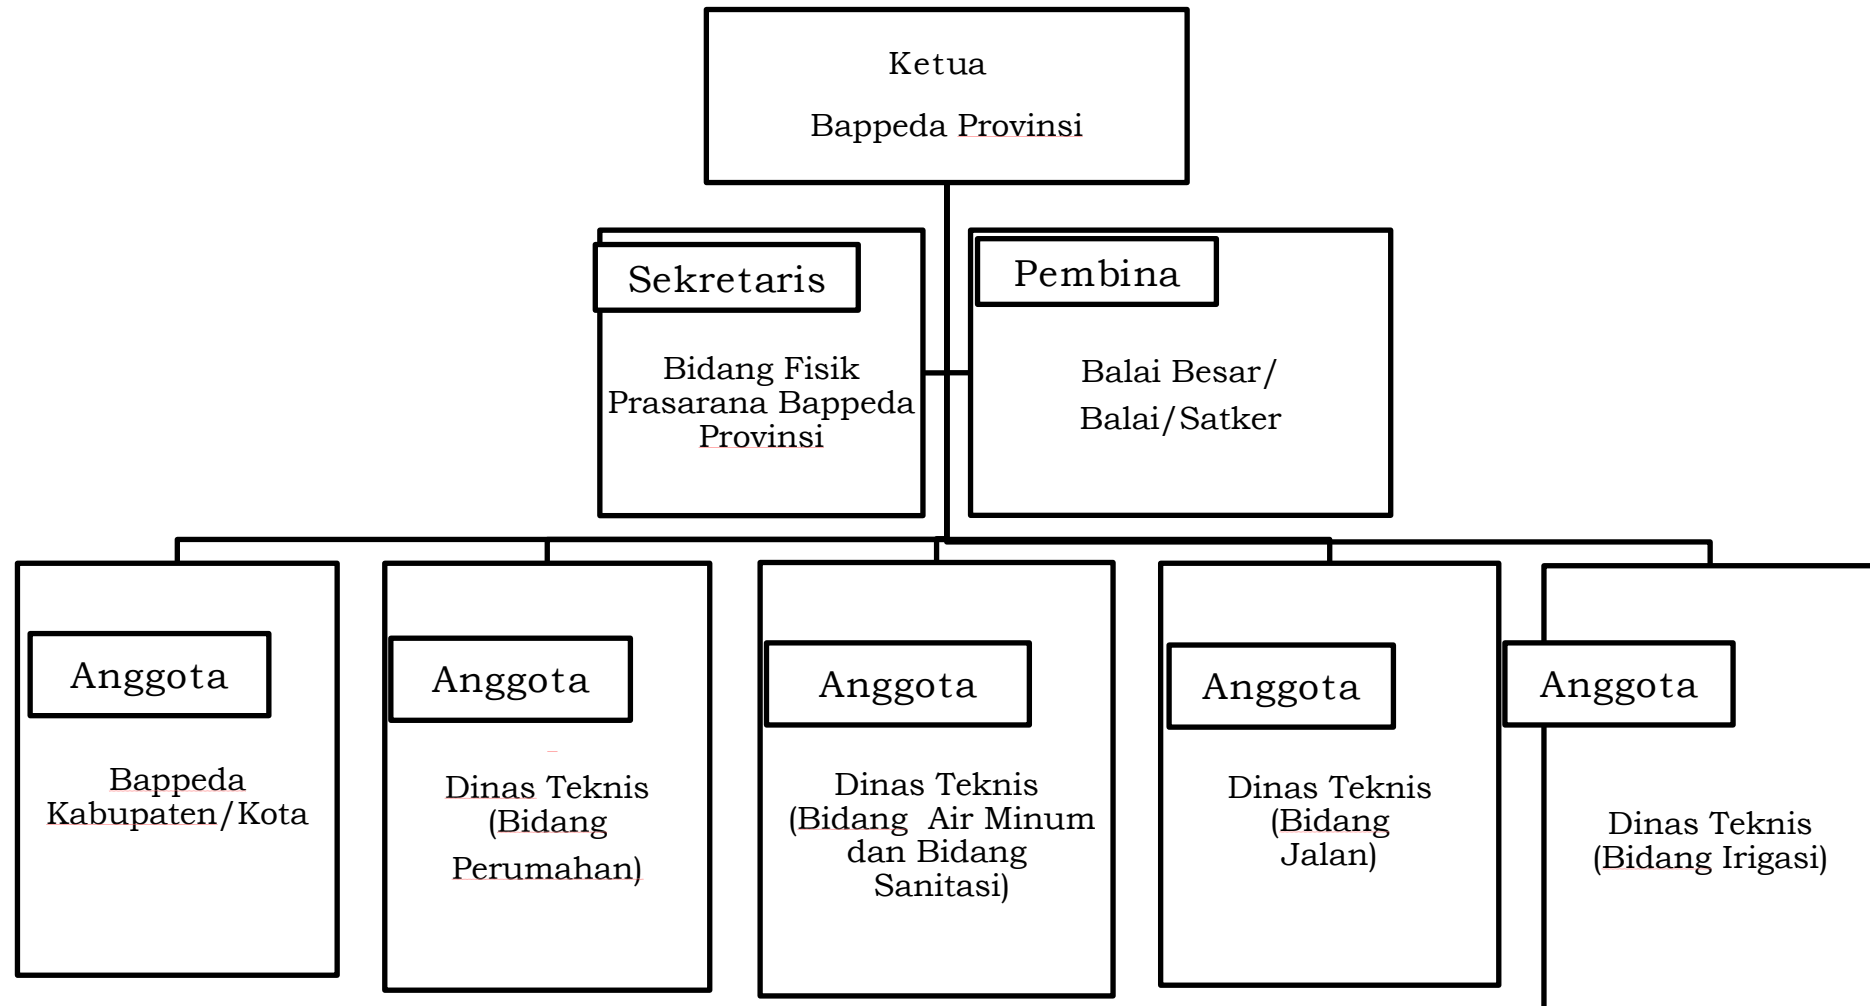 Ketua
Bappeda Provinsi
Sekretaris
Bidang Fisik
Prasarana Bappeda
Provinsi
Pembina
Balai Besar/
Balai/Satker
Anggota
Bappeda
Kabupaten/Kota
Anggota
Dinas Teknis
(Bidang
Perumahan)
Anggota
Dinas Teknis
(Bidang  Air Minum
dan Bidang
Sanitasi)
Anggota
Dinas Teknis
(Bidang
Jalan)
Anggota
Dinas Teknis
(Bidang Irigasi)